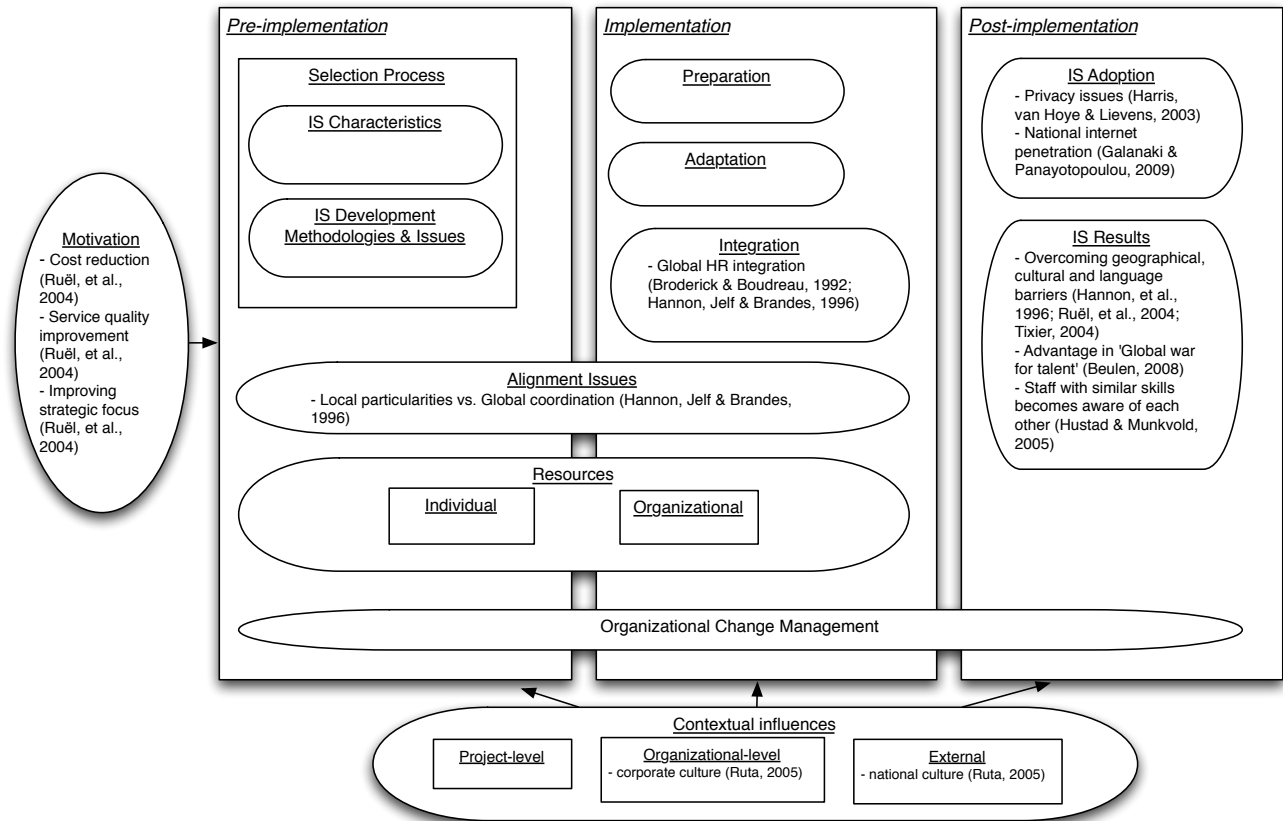 Pre-implementation
Selection Process
IS Characteristics
IS Development
Methodologies & Issues
Motivation
- Cost reduction
(Ruël, et al.,
2004)
- Service quality
improvement
(Ruël, et al.,
2004)
- Improving
strategic focus
(Ruël, et al.,
2004)
Implementation
Preparation
Adaptation
Integration
- Global HR integration
(Broderick & Boudreau, 1992;
Hannon, Jelf & Brandes, 1996)
Post-implementation
IS Adoption
- Privacy issues (Harris,
van Hoye & Lievens, 2003)
- National internet
penetration (Galanaki &
Panayotopoulou, 2009)
IS Results
- Overcoming geographical,
cultural and language
barriers (Hannon, et al.,
1996; Ruël, et al., 2004;
Tixier, 2004)
- Advantage in 'Global war
for talent' (Beulen, 2008)
- Staff with similar skills
becomes aware of each
other (Hustad & Munkvold,
2005)
Alignment Issues
- Local particularities vs. Global coordination (Hannon, Jelf & Brandes,
1996)
Resources
Individual
Organizational
Organizational Change Management
Contextual influences
Project-level
Organizational-level
- corporate culture (Ruta, 2005)
External
- national culture (Ruta, 2005)